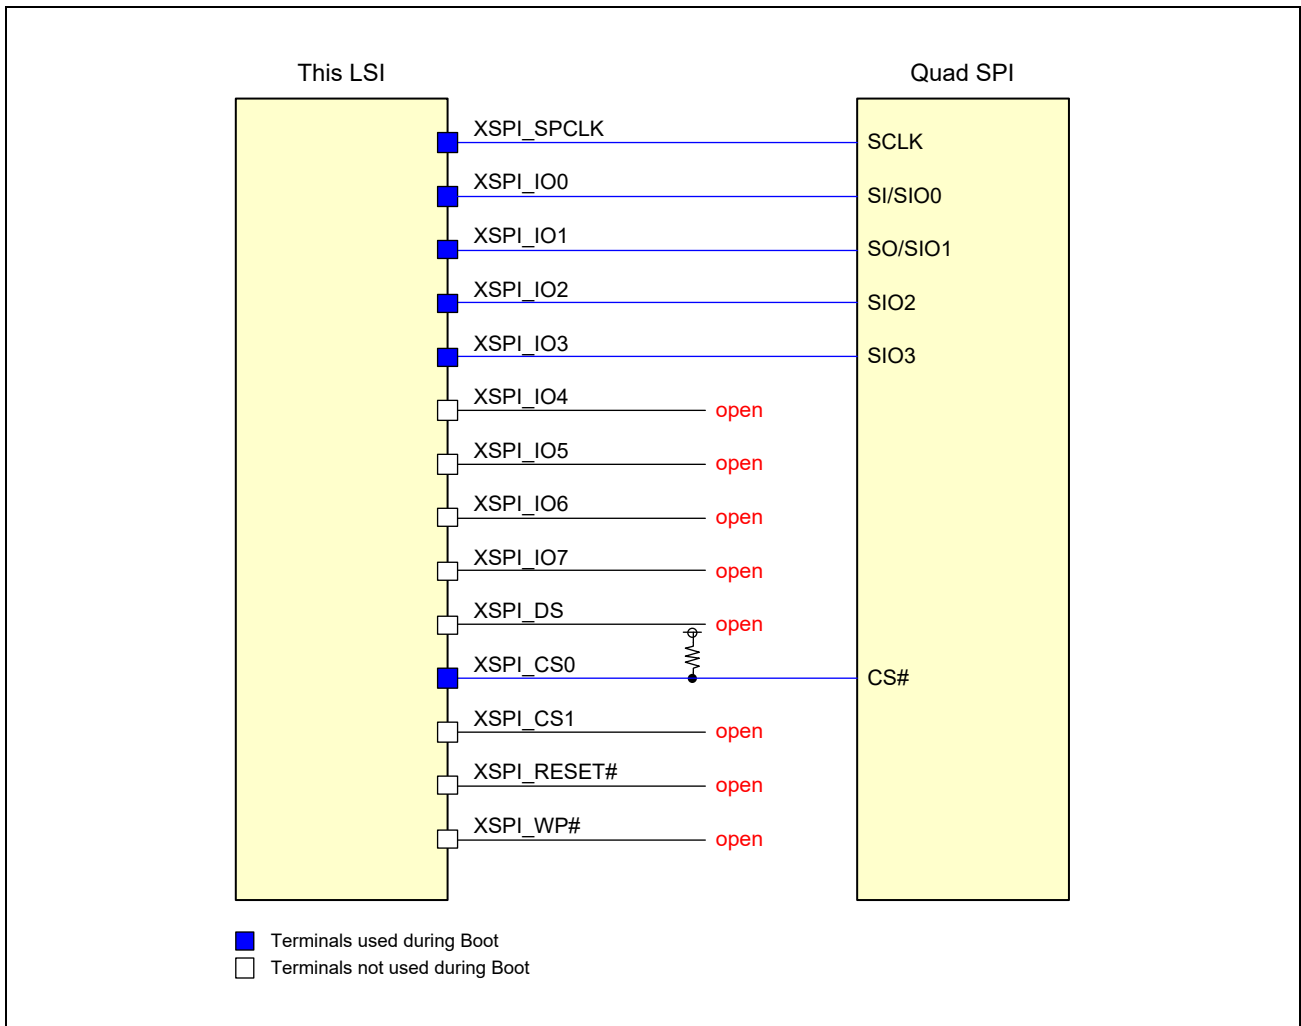 This LSI
Quad SPI
XSPI_SPCLK
SCLK
XSPI_IO0
SI/SIO0
XSPI_IO1
SO/SIO1
XSPI_IO2
SIO2
XSPI_IO3
SIO3
XSPI_IO4
open
XSPI_IO5
open
XSPI_IO6
open
XSPI_IO7
open
XSPI_DS
open
XSPI_CS0
CS#
XSPI_CS1
open
XSPI_RESET#
open
XSPI_WP#
open
Terminals used during Boot
Terminals not used during Boot